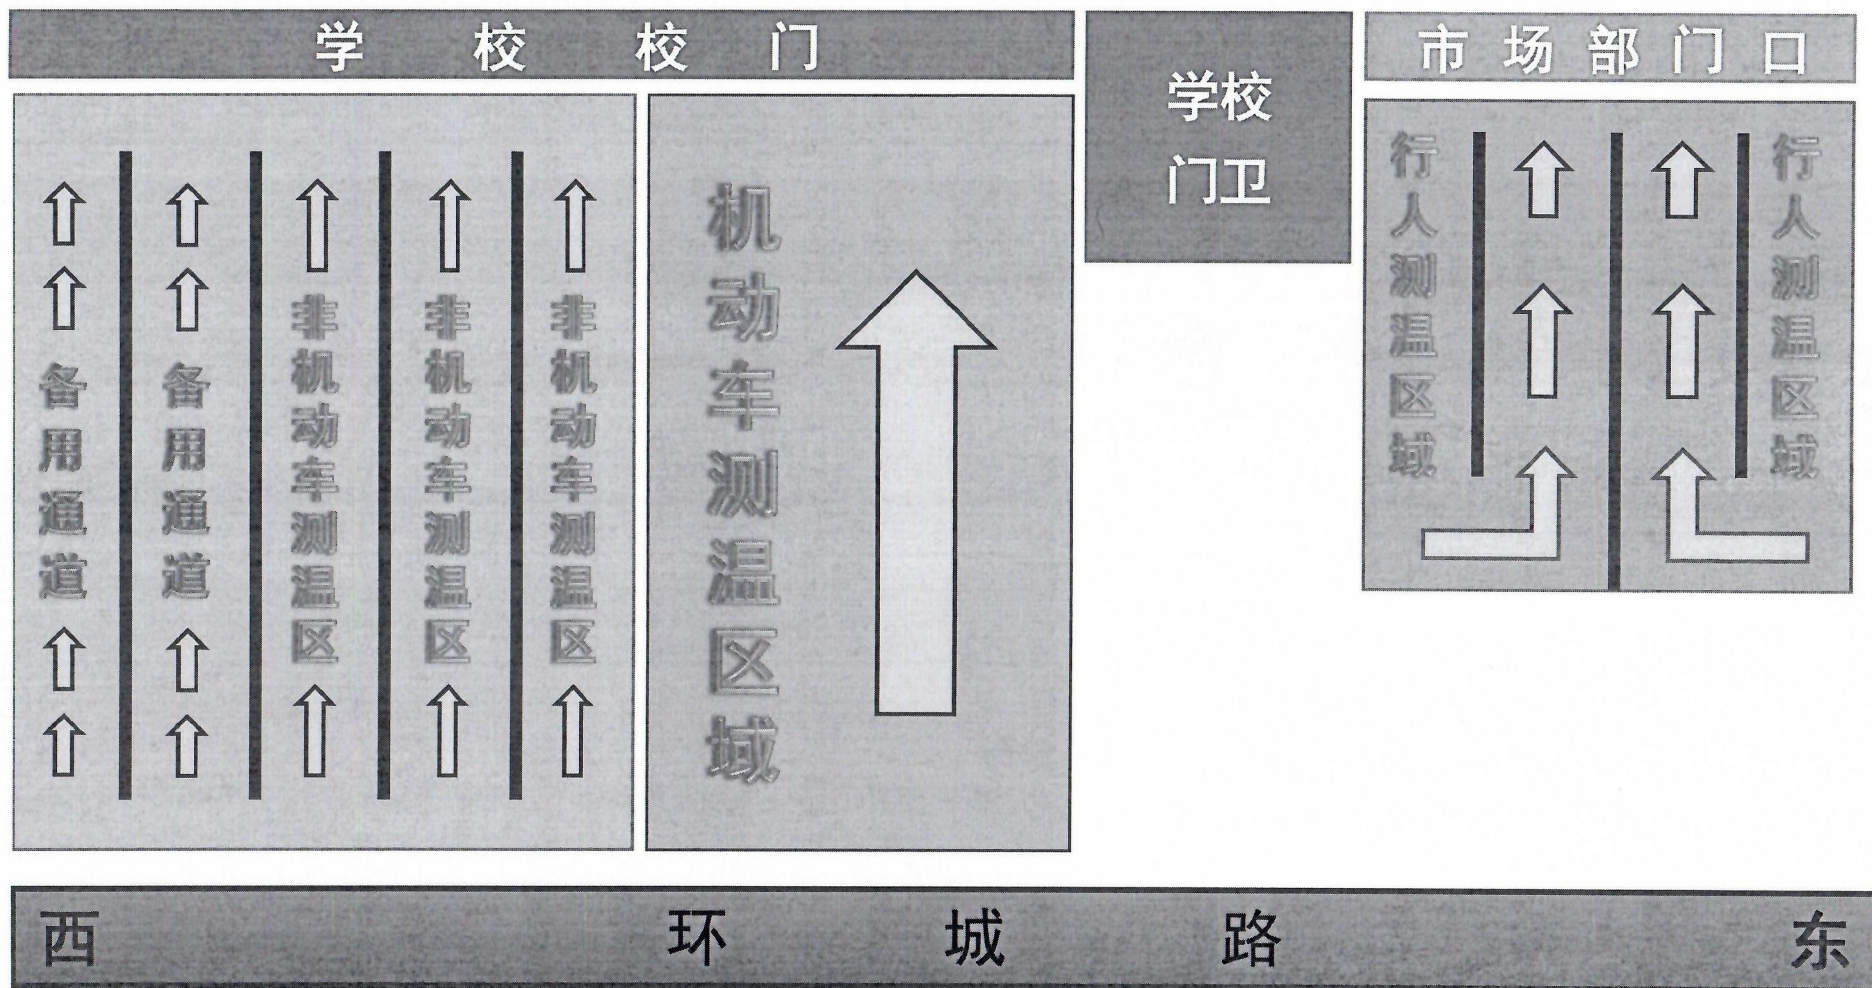 学校校门
学校
门卫
市场部门口
备用通道
备用通道
非机动车测温区
非机动车测温区
非机动车测温区
机动车测温区域
行人测温区域
行人测温区域
西 环城路 东